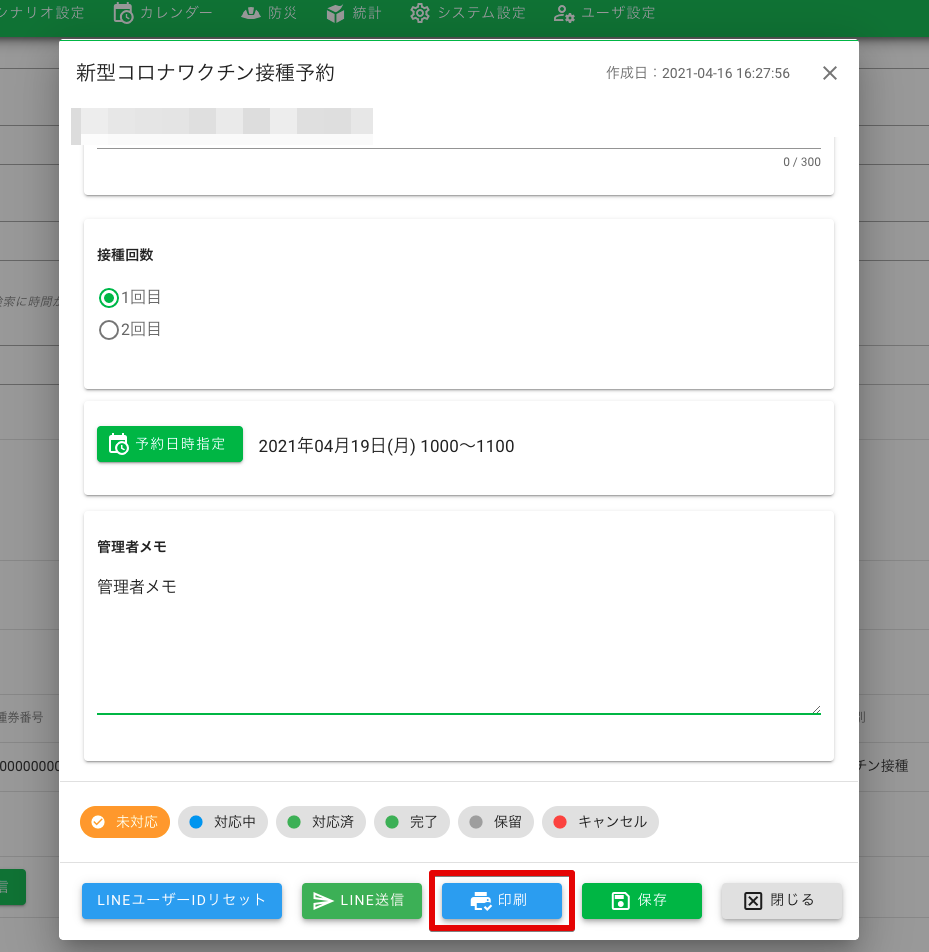 シナリオ設定 カレンダー 防災 統計 システム設定 ユーザ設定
新型コロナワクチン接種予約 作成日：2021-04-16 16:27:56
0 / 300
接種回数
1回目
検索に時間が
2回目
予約日時指定 2021年04月19日(月) 1000〜1100
管理者メモ
管理者メモ
種券番号 別
00000000 チン接種
未対応 対応中 対応済 完了 保留 キャンセル
信 LINEユーザーIDリセット LINE送信 印刷 保存 閉じる